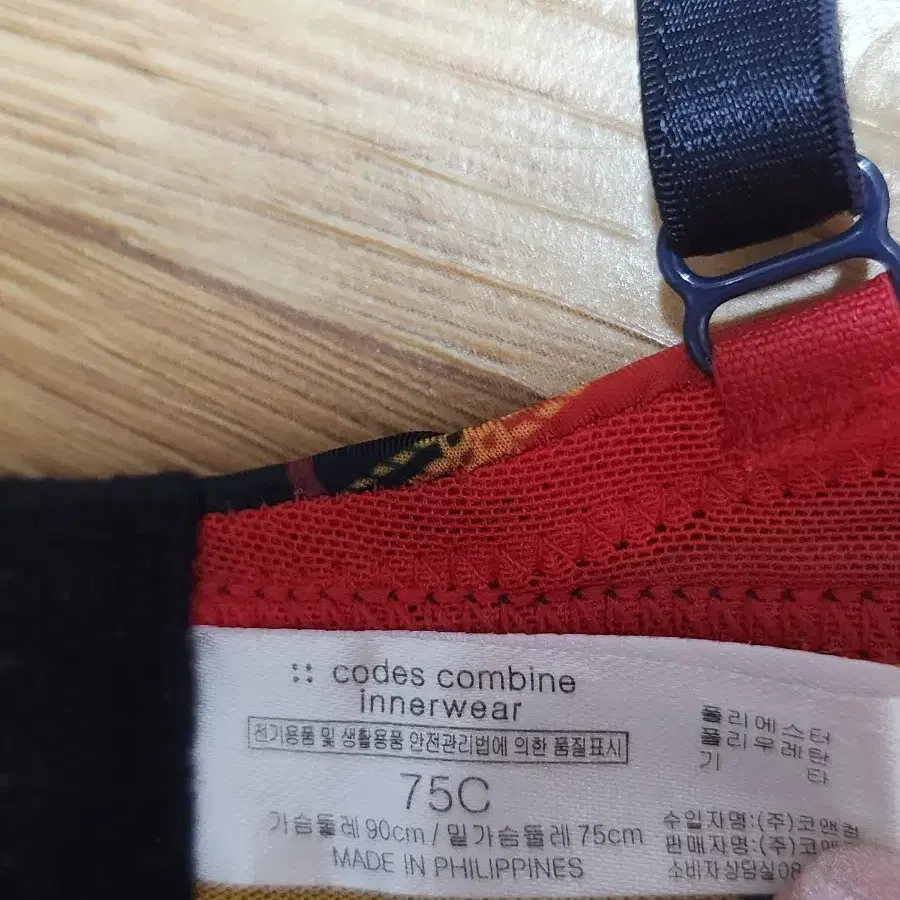 :: codes combine
innerwear
전기용품 및 생활용품 안전관리법에 의한 품질표시
75C
가슴둘레 90cm / 밑가슴둘레 75cm
MADE IN PHILIPPINES
폴리에스터
폴리우레탄
기 타
수입자명:(주)코앤컴
판매자명:(주)코앤
소비자상담실08